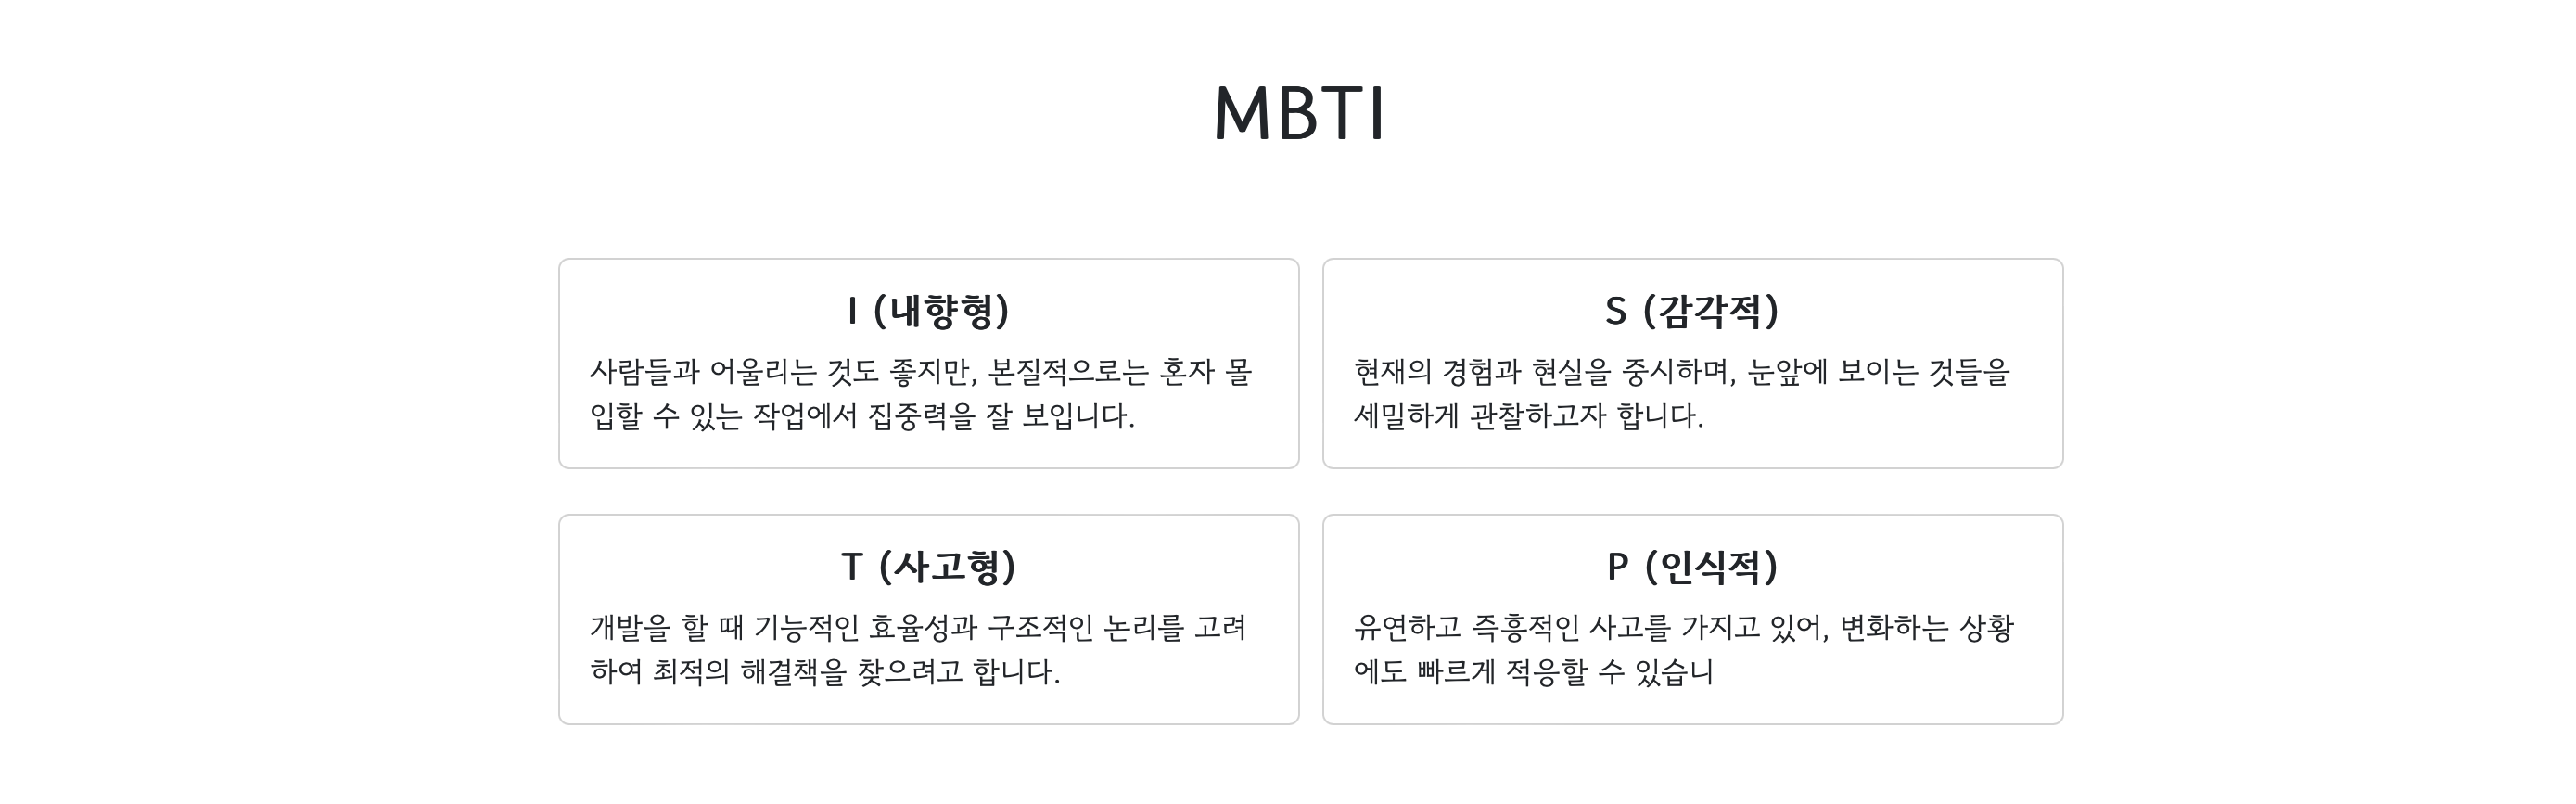 MBTI
I (내향형)
사람들과 어울리는 것도 좋지만, 본질적으로는 혼자 몰
입할 수 있는 작업에서 집중력을 잘 보입니다.
S (감각적)
현재의 경험과 현실을 중시하며, 눈앞에 보이는 것들을
세밀하게 관찰하고자 합니다.
T (사고형)
개발을 할 때 기능적인 효율성과 구조적인 논리를 고려
하여 최적의 해결책을 찾으려고 합니다.
P (인식적)
유연하고 즉흥적인 사고를 가지고 있어, 변화하는 상황
에도 빠르게 적응할 수 있습니